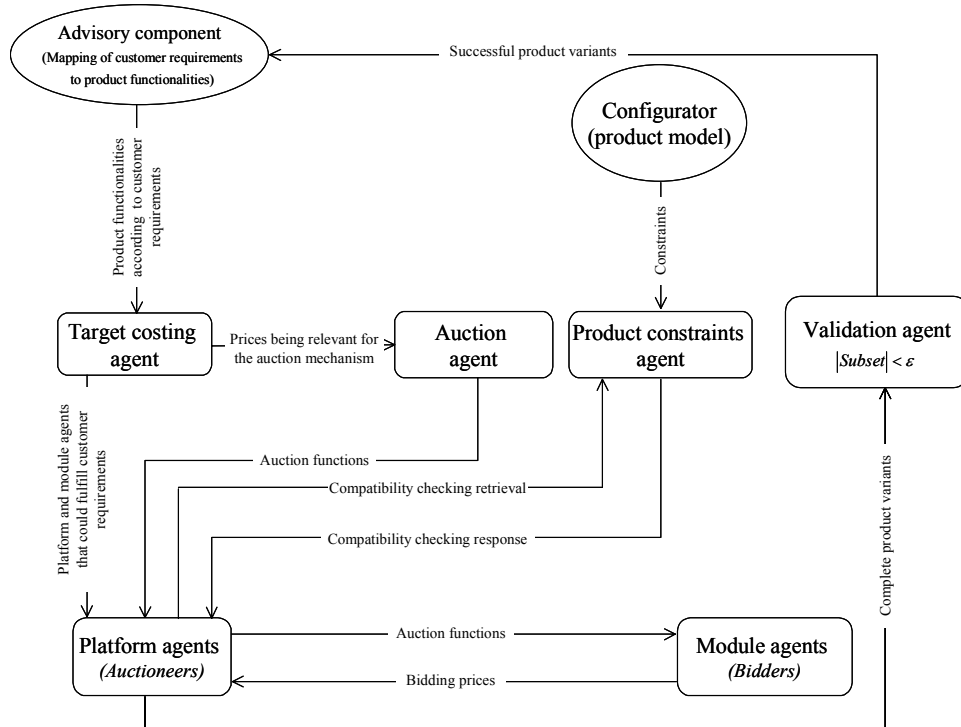 Advisory component
(Mapping of customer requirements
to product functionalities)
Successful product variants
Configurator
(product model)
Product functionalities
according to customer
requirements
Constraints
Target costing
agent
Prices being relevant for
the auction mechanism
Auction
agent
Product constraints
agent
Validation agent
|Subset| < ε
Platform and module agents
that could fulfill customer
requirements
Auction functions
Compatibility checking retrieval
Compatibility checking response
Complete product variants
Platform agents
(Auctioneers)
Auction functions
Bidding prices
Module agents
(Bidders)